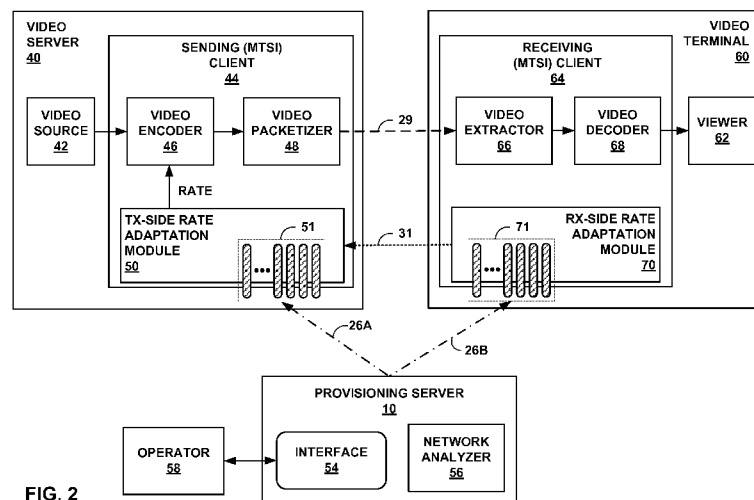 VIDEO
SERVER
40
SENDING (MTSI)
CLIENT
44
VIDEO
SOURCE
42
VIDEO
ENCODER
46
VIDEO
PACKETIZER
48
RATE
TX-SIDE RATE
ADAPTATION
MODULE
50
51
29
31
VIDEO
TERMINAL
60
RECEIVING
(MTSI) CLIENT
64
VIDEO
EXTRACTOR
66
VIDEO
DECODER
68
VIEWER
62
71
RX-SIDE RATE
ADAPTATION
MODULE
70
26A
26B
PROVISIONING SERVER
10
OPERATOR
58
INTERFACE
54
NETWORK
ANALYZER
56
FIG. 2